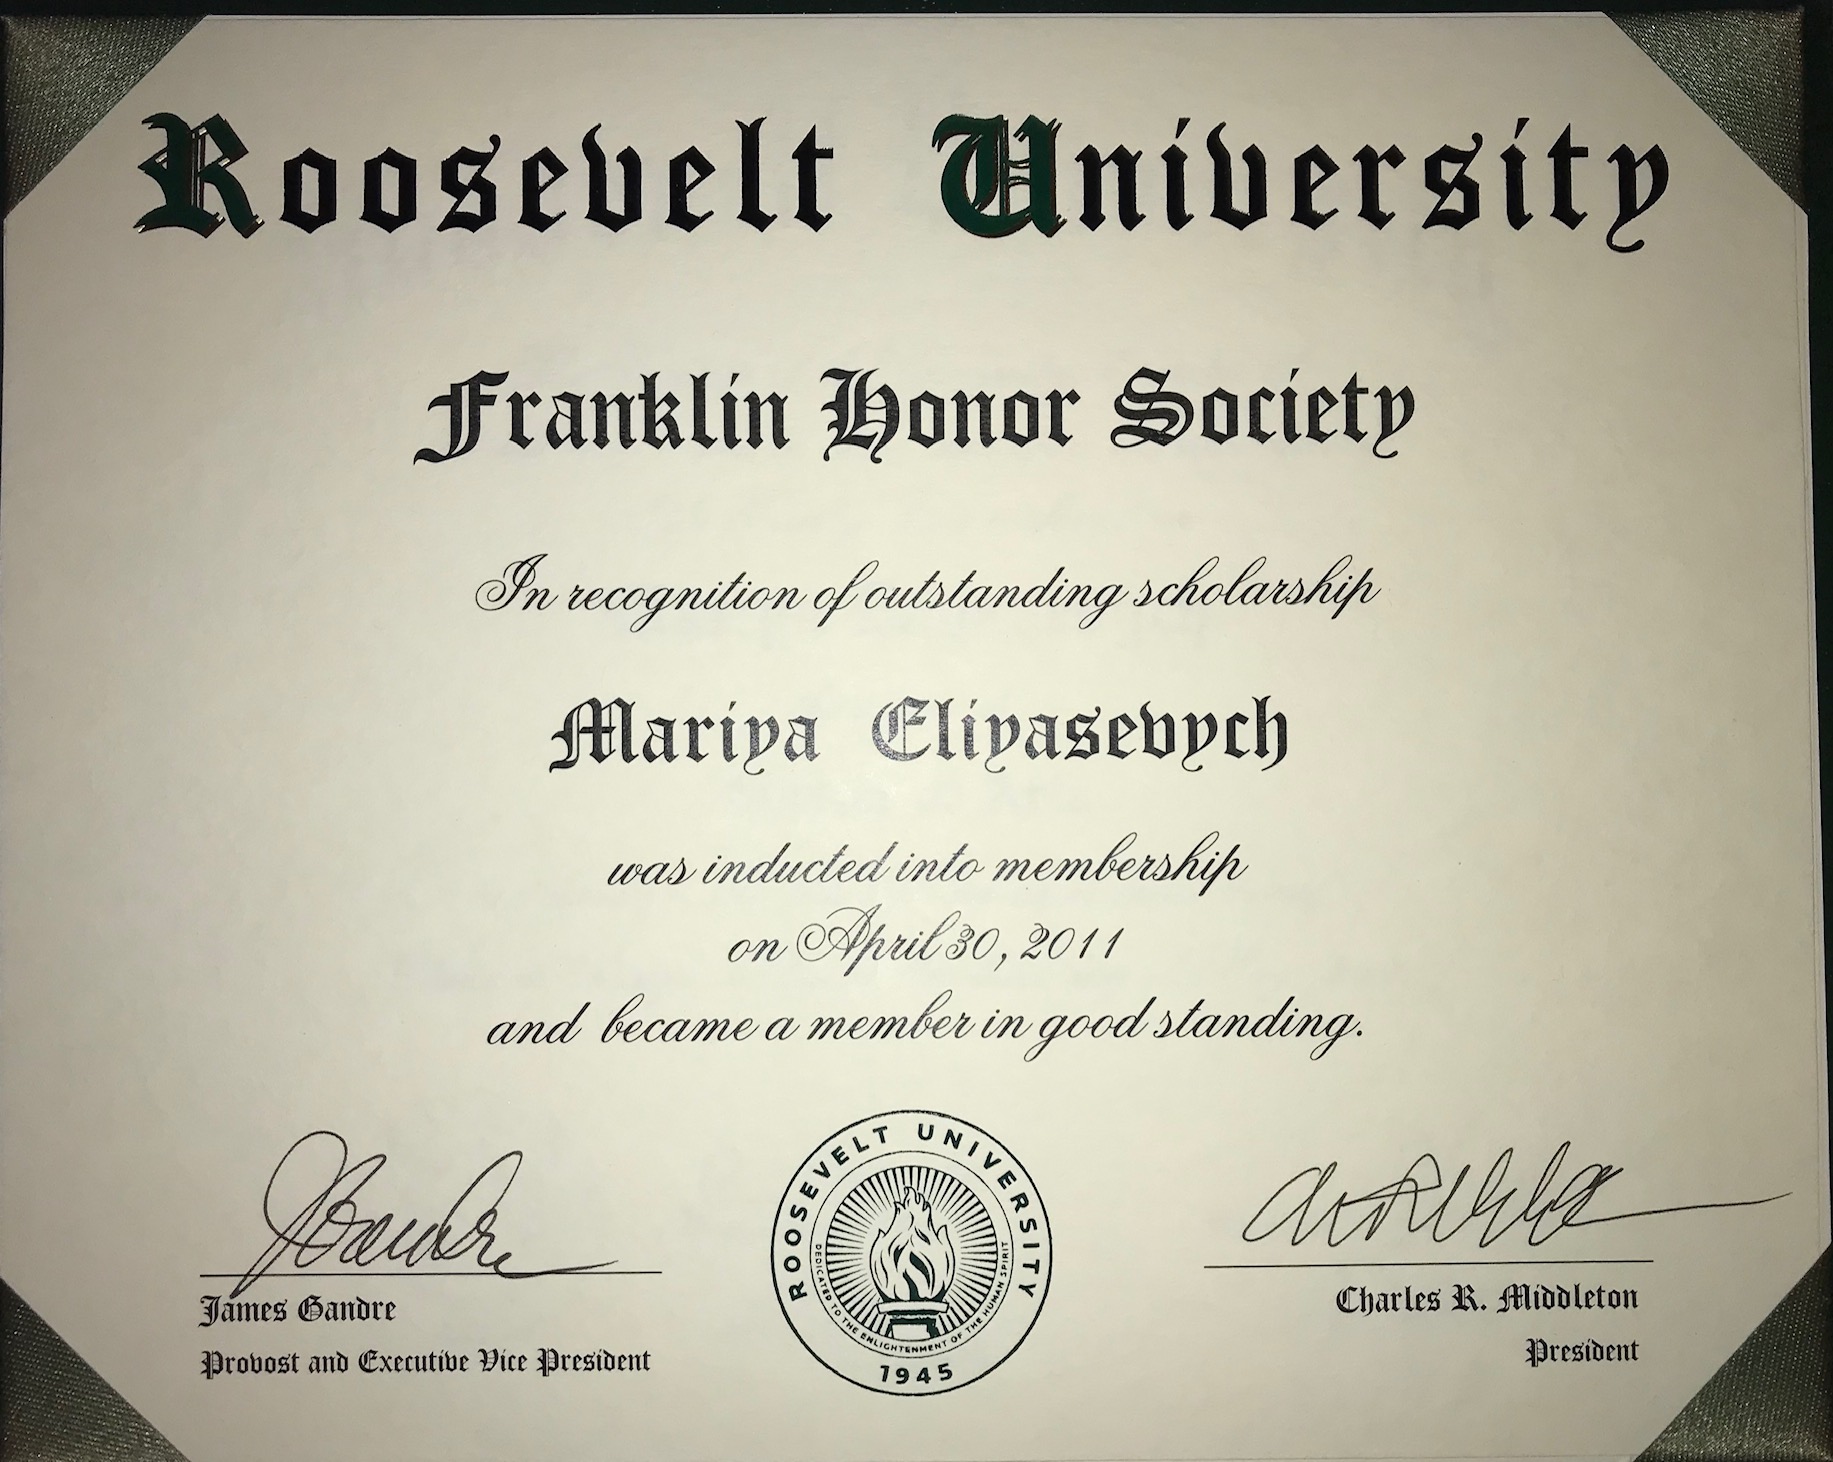 Roosevelt University
Franklin Honor Society
In recognition of outstanding scholarship
Mariya Eliyasevych
was inducted into membership
on April 30, 2011
and became a member in good standing.
James Gandre
Provost and Executive Vice President
ROOSEVELT UNIVERSITY
DEDICATED TO THE ENLIGHTENMENT OF THE HUMAN SPIRIT
1945
Charles R. Middleton
President